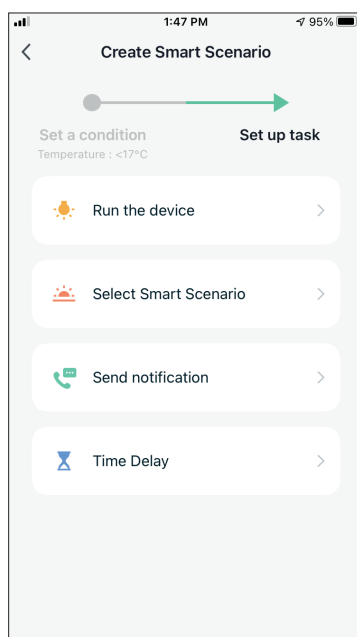 1:47 PM 95%
Create Smart Scenario
Set a condition Set up task
Temperature : <17°C
Run the device
Select Smart Scenario
Send notification
Time Delay